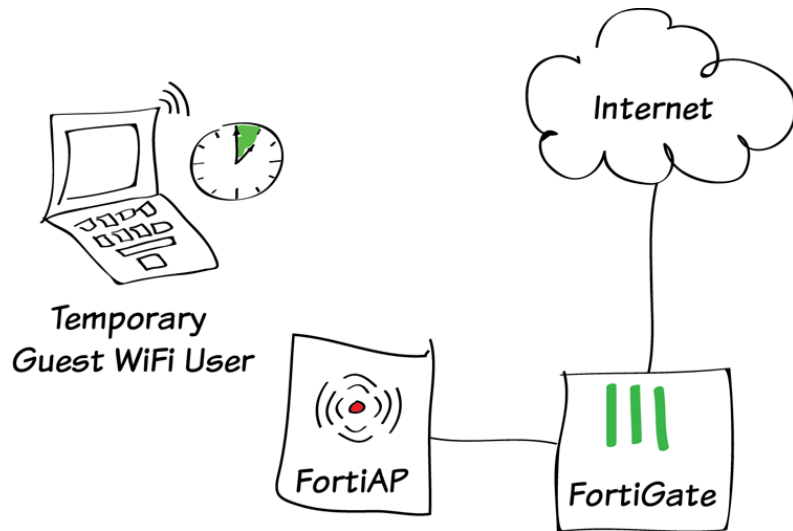 Internet
Temporary
Guest WiFi User
FortiAP
FortiGate